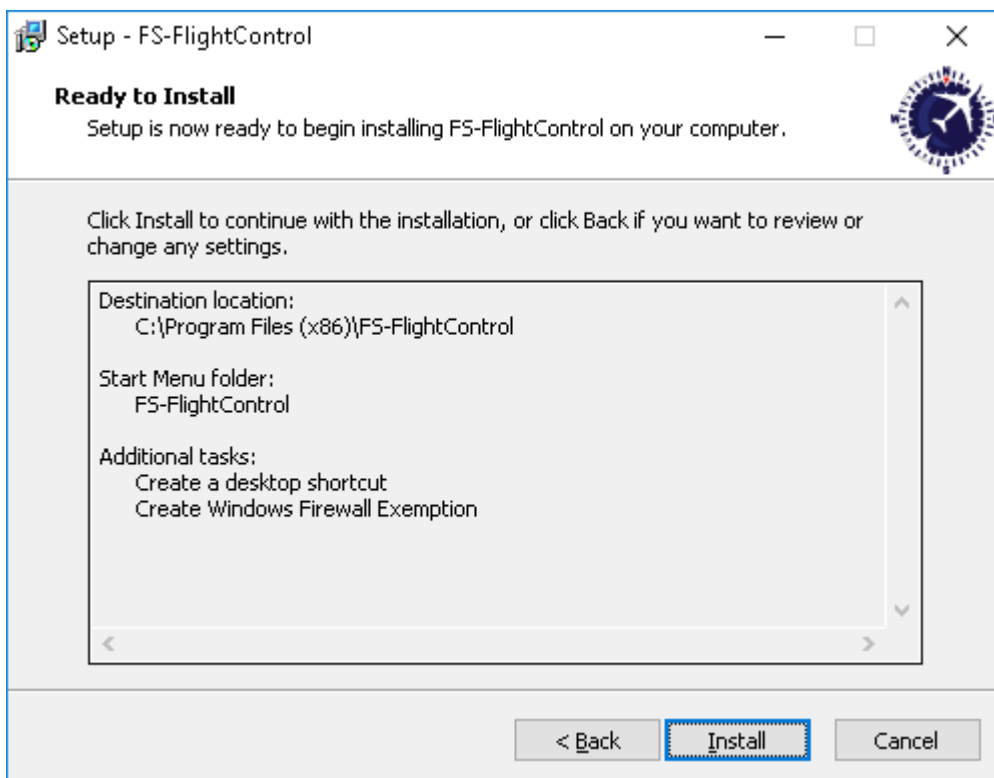 Setup - FS-FlightControl
Ready to Install
Setup is now ready to begin installing FS-FlightControl on your computer.
Click Install to continue with the installation, or click Back if you want to review or
change any settings.
Destination location:
C:\Program Files (x86)\FS-FlightControl
Start Menu folder:
FS-FlightControl
Additional tasks:
Create a desktop shortcut
Create Windows Firewall Exemption
< Back
Install
Cancel